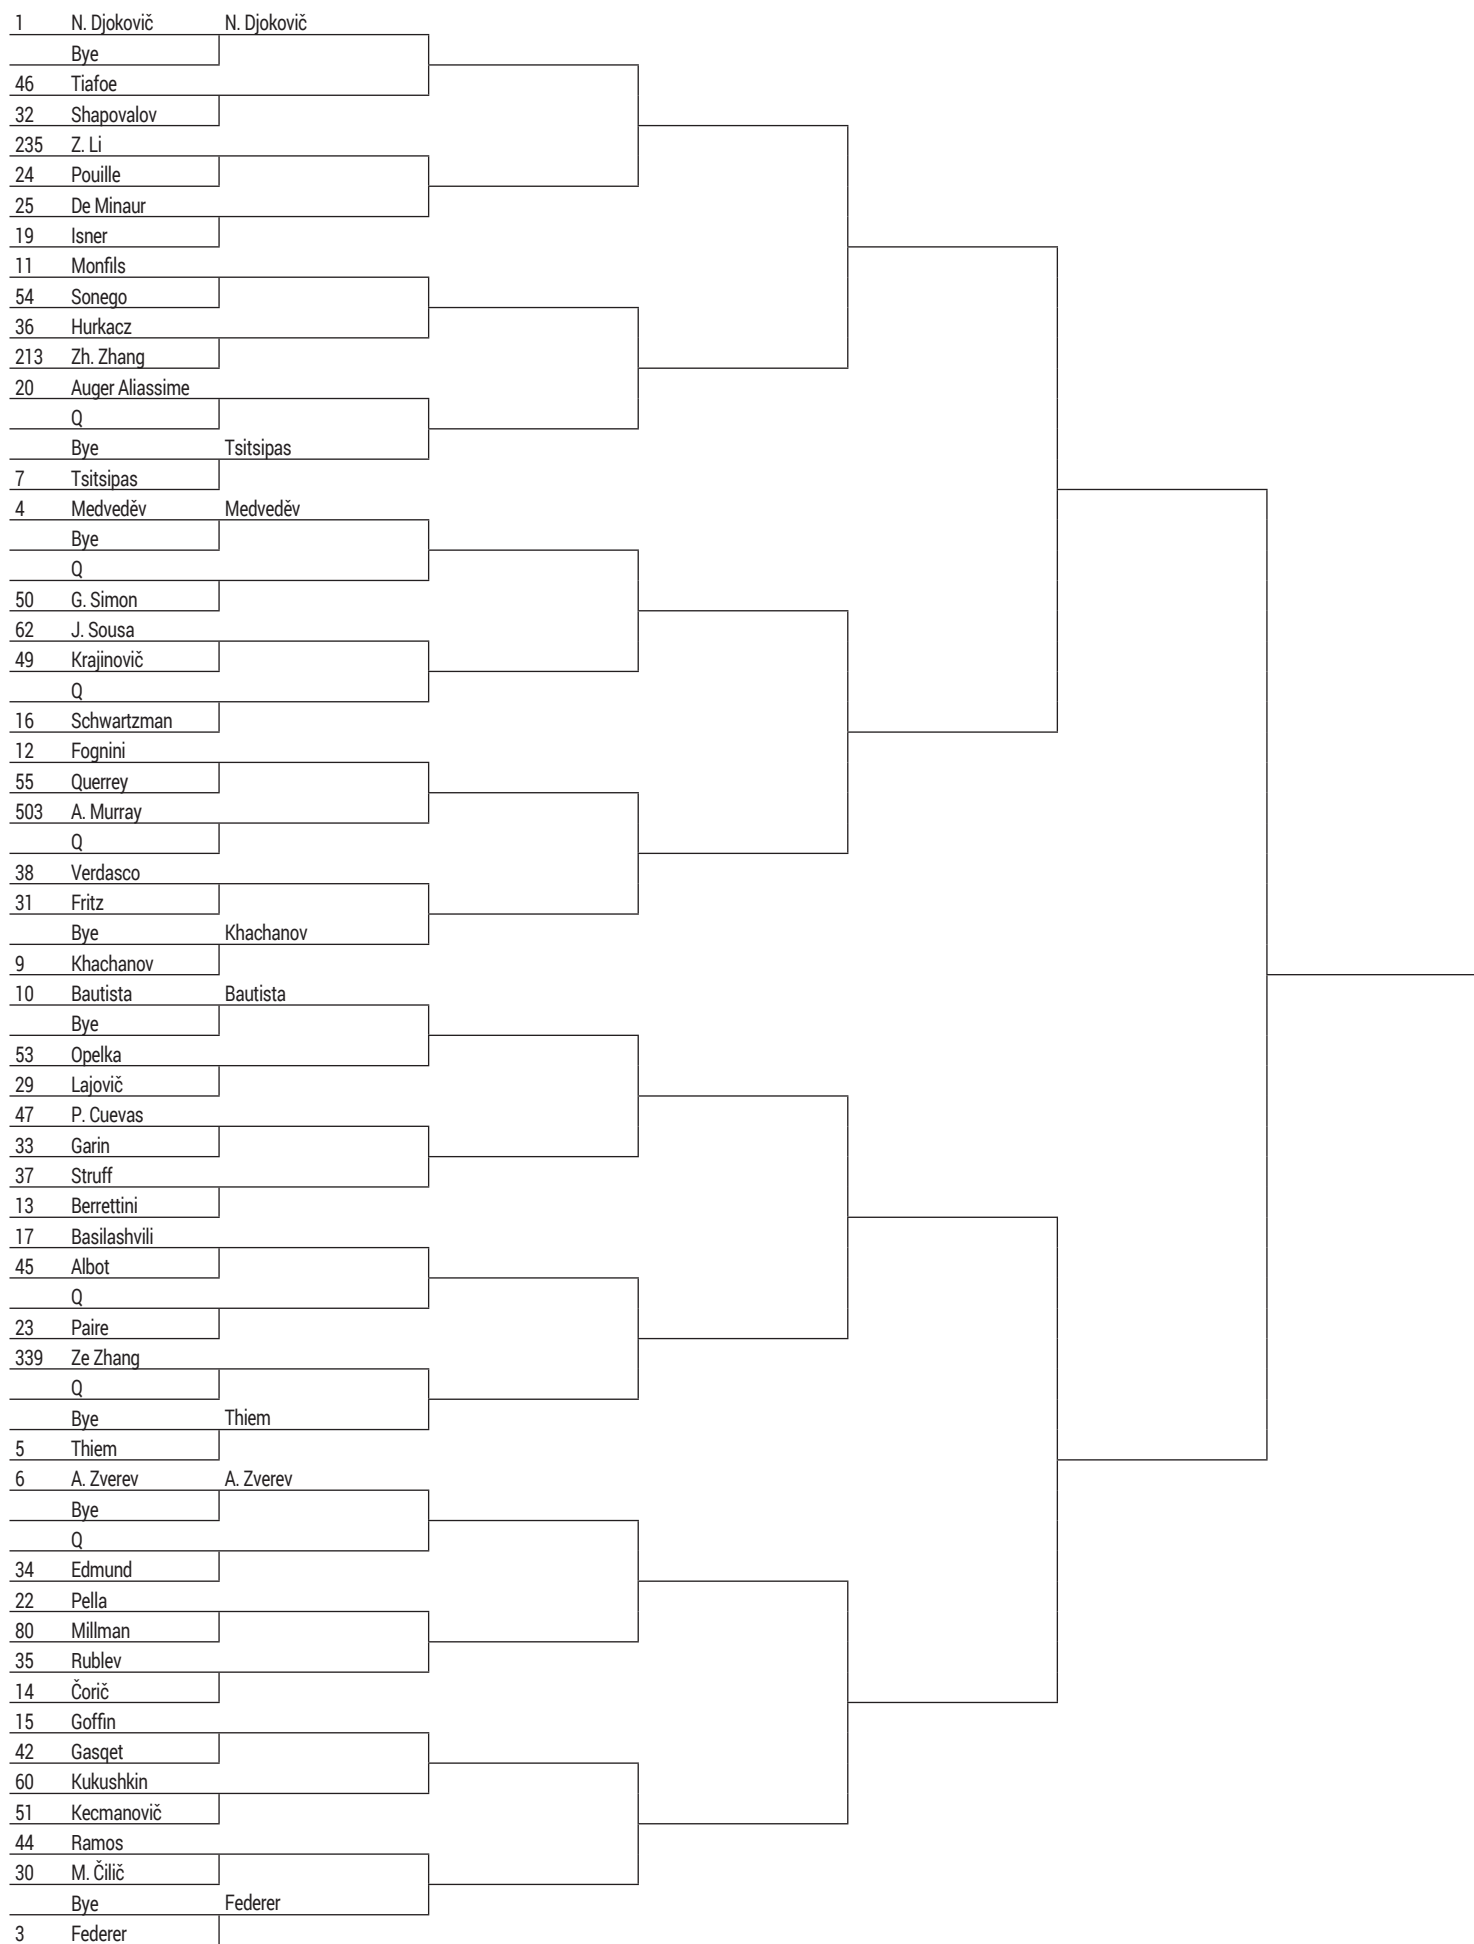 1 N. Djokovič N. Djokovič
Bye
46 Tiafoe
32 Shapovalov
235 Z. Li
24 Pouille
25 De Minaur
19 Isner
11 Monfils
54 Sonego
36 Hurkacz
213 Zh. Zhang
20 Auger Aliassime
Q
Bye Tsitsipas
7 Tsitsipas
4 Medveděv Medveděv
Bye
Q
50 G. Simon
62 J. Sousa
49 Krajinovič
Q
16 Schwartzman
12 Fognini
55 Querrey
503 A. Murray
Q
38 Verdasco
31 Fritz
Bye Khachanov
9 Khachanov
10 Bautista Bautista
Bye
53 Opelka
29 Lajovič
47 P. Cuevas
33 Garin
37 Struff
13 Berrettini
17 Basilashvili
45 Albot
Q
23 Paire
339 Ze Zhang
Q
Bye Thiem
5 Thiem
6 A. Zverev A. Zverev
Bye
Q
34 Edmund
22 Pella
80 Millman
35 Rublev
14 Čorič
15 Goffin
42 Gasqet
60 Kukushkin
51 Kecmanovič
44 Ramos
30 M. Čilič
Bye Federer
3 Federer